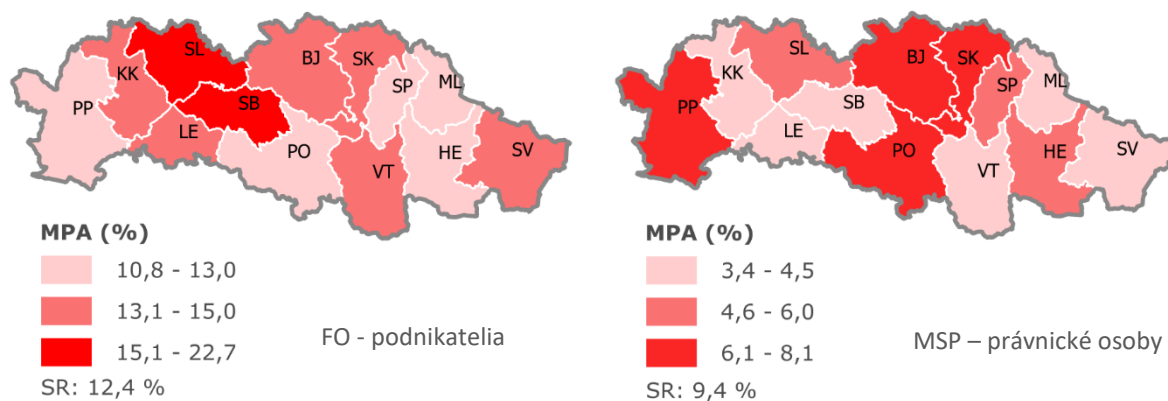 SL
BJ
SK
KK
SP
ML
PP
SB
LE
PO
HE
SV
VT
MPA (%)
10,8 - 13,0
13,1 - 15,0
15,1 - 22,7
SR: 12,4 %
FO - podnikatelia
SL
BJ
SK
KK
SP
ML
PP
SB
LE
PO
HE
SV
VT
MPA (%)
3,4 - 4,5
4,6 - 6,0
6,1 - 8,1
SR: 9,4 %
MSP – právnické osoby